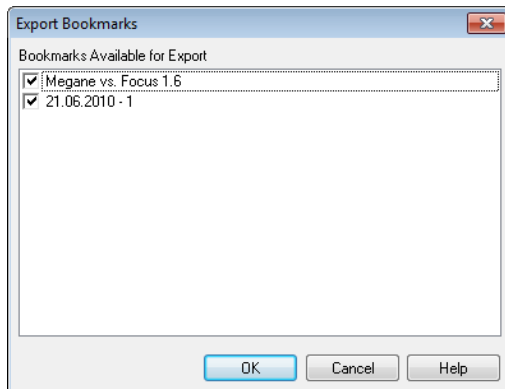 Export Bookmarks
Bookmarks Available for Export
Megane vs. Focus 1.6
21.06.2010 - 1
OK Cancel Help